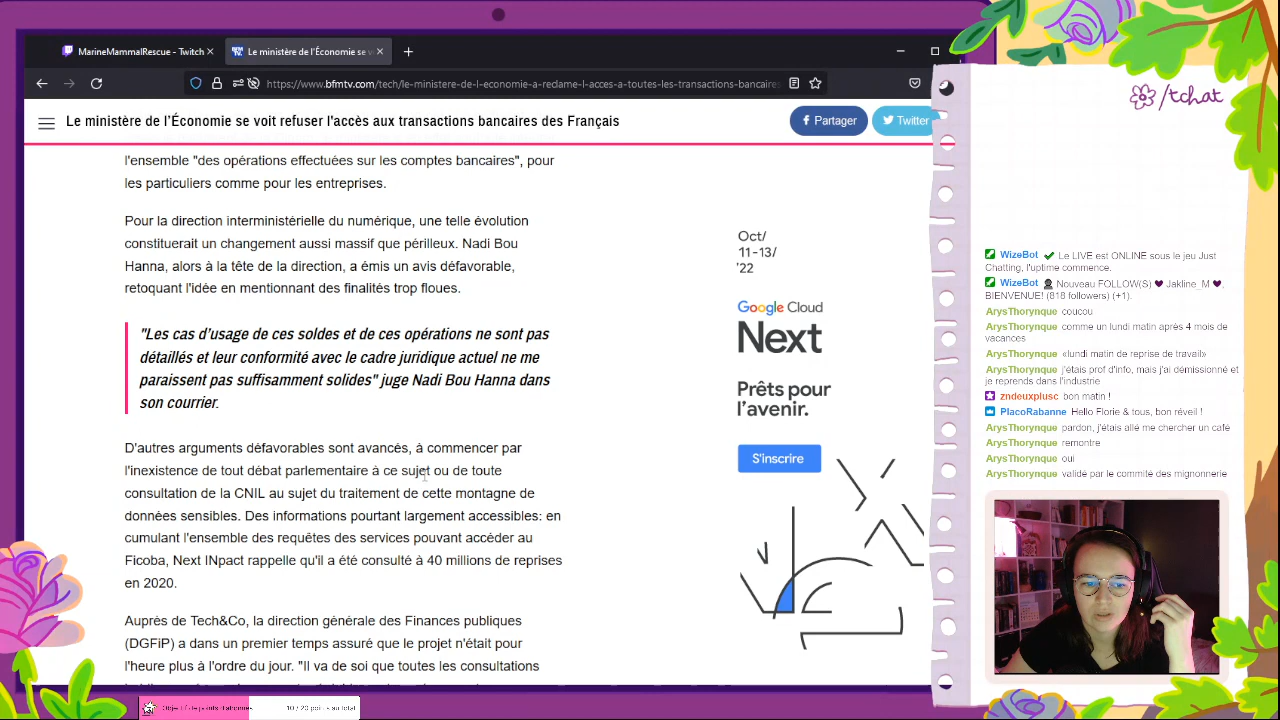 MarineMammalRescue - Twitch
Le ministère de l'Économie se v
https://www.bfmtv.com/tech/le-ministere-de-l-economie-a-reclame-l-acces-a-toutes-les-transactions-bancaires
Le ministère de l'Économie se voit refuser l'accès aux transactions bancaires des Français
Partager
Twitter
l'ensemble "des opérations effectuées sur les comptes bancaires", pour
les particuliers comme pour les entreprises.
Pour la direction interministérielle du numérique, une telle évolution
constituerait un changement aussi massif que périlleux. Nadi Bou
Hanna, alors à la tête de la direction, a émis un avis défavorable,
retoquant l'idée en mentionnant des finalités trop floues.
"Les cas d'usage de ces soldes et de ces opérations ne sont pas
détaillés et leur conformité avec le cadre juridique actuel ne me
paraissent pas suffisamment solides" juge Nadi Bou Hanna dans
son courrier.
D'autres arguments défavorables sont avancés, à commencer par
l'inexistence de tout débat parlementaire à ce sujet ou de toute
consultation de la CNIL au sujet du traitement de cette montagne de
données sensibles. Des informations pourtant largement accessibles: en
cumulant l'ensemble des requêtes des services pouvant accéder au
Ficoba, Next INpact rappelle qu'il a été consulté à 40 millions de reprises
en 2020.
Auprès de Tech&Co, la direction générale des Finances publiques
(DGFiP) a dans un premier temps assuré que le projet n'était pour
l'heure plus à l'ordre du jour. "Il va de soi que toutes les consultations
Oct/
11-13/
'22
Google Cloud
Next
Prêts pour
l'avenir.
S'inscrire
/tchat
WizeBot Le LIVE est ONLINE sous le jeu Just
Chatting, l'uptime commence.
WizeBot Nouveau FOLLOW(S) Jakline_M
, BIENVENUE! (818 followers) (+1).
ArysThorynque coucou
ArysThorynque comme un lundi matin après 4 mois de
vacances
ArysThorynque «lundi matin de reprise de travail»
ArysThorynque j'étais prof d'info, mais j'ai démissionné et
je reprends dans l'industrie
zndeuxplusc bon matin !
PlacoRabanne Hello Florie & tous, bon réveil !
ArysThorynque pardon, j'étais allé me chercher un café
ArysThorynque remontre
ArysThorynque oui
ArysThorynque validé par le commité des mignonnerie